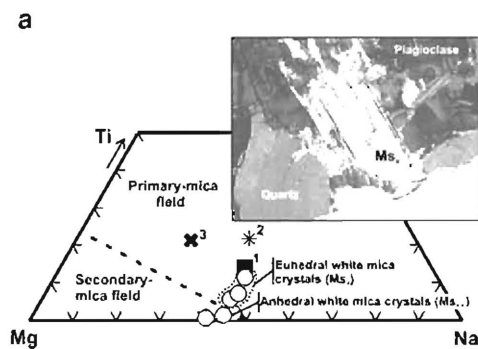 a
Plagioclase
Ti
Ms
Primary-mica
field
Quartz
3
2
1
Euhedral white mica
crystals (Ms
Secondary-
mica field
Anhedral white mica crystals (Ms
Mg
Na